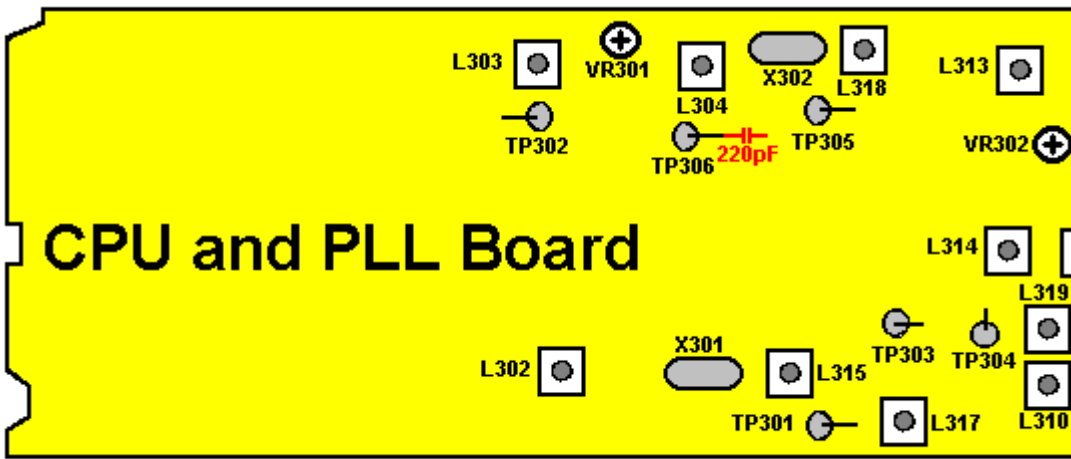 L303
VR301
L304
X302
L318
L313
TP302
TP306
220pF
TP305
VR302
CPU and PLL Board
L314
L319
X301
TP303
TP304
L302
L315
TP301
L317
L310